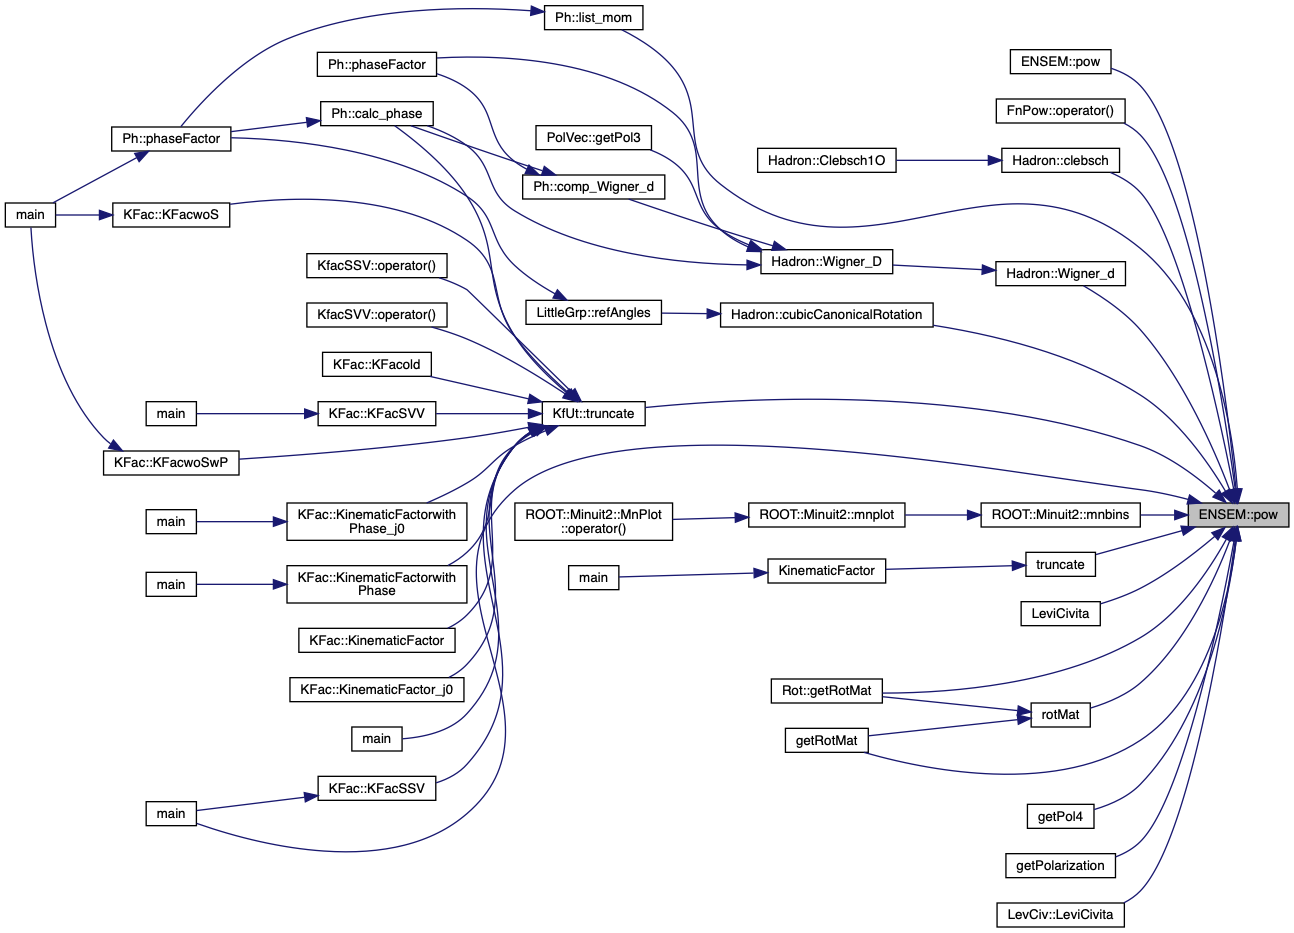 Ph::list_mom
ENSEM::pow
Ph::phaseFactor
FnPow::operator()
Ph::calc_phase
PolVec::getPol3
Ph::phaseFactor
Hadron::Clebsch1O
Hadron::clebsch
Ph::comp_Wigner_d
main
KFac::KFacwoS
Hadron::Wigner_D
KfacSSV::operator()
Hadron::Wigner_d
KfacSVV::operator()
LittleGrp::refAngles
Hadron::cubicCanonicalRotation
KFac::KFacold
main
KFac::KFacSVV
KfUt::truncate
KFac::KFacwoSwP
main
KFac::KinematicFactorwith
Phase_j0
ROOT::Minuit2::MnPlot
::operator()
ROOT::Minuit2::mnplot
ROOT::Minuit2::mnbins
ENSEM::pow
main
KFac::KinematicFactorwith
Phase
main
KinematicFactor
truncate
LeviCivita
KFac::KinematicFactor
KFac::KinematicFactor_j0
Rot::getRotMat
rotMat
main
getRotMat
KFac::KFacSSV
main
getPol4
getPolarization
LevCiv::LeviCivita